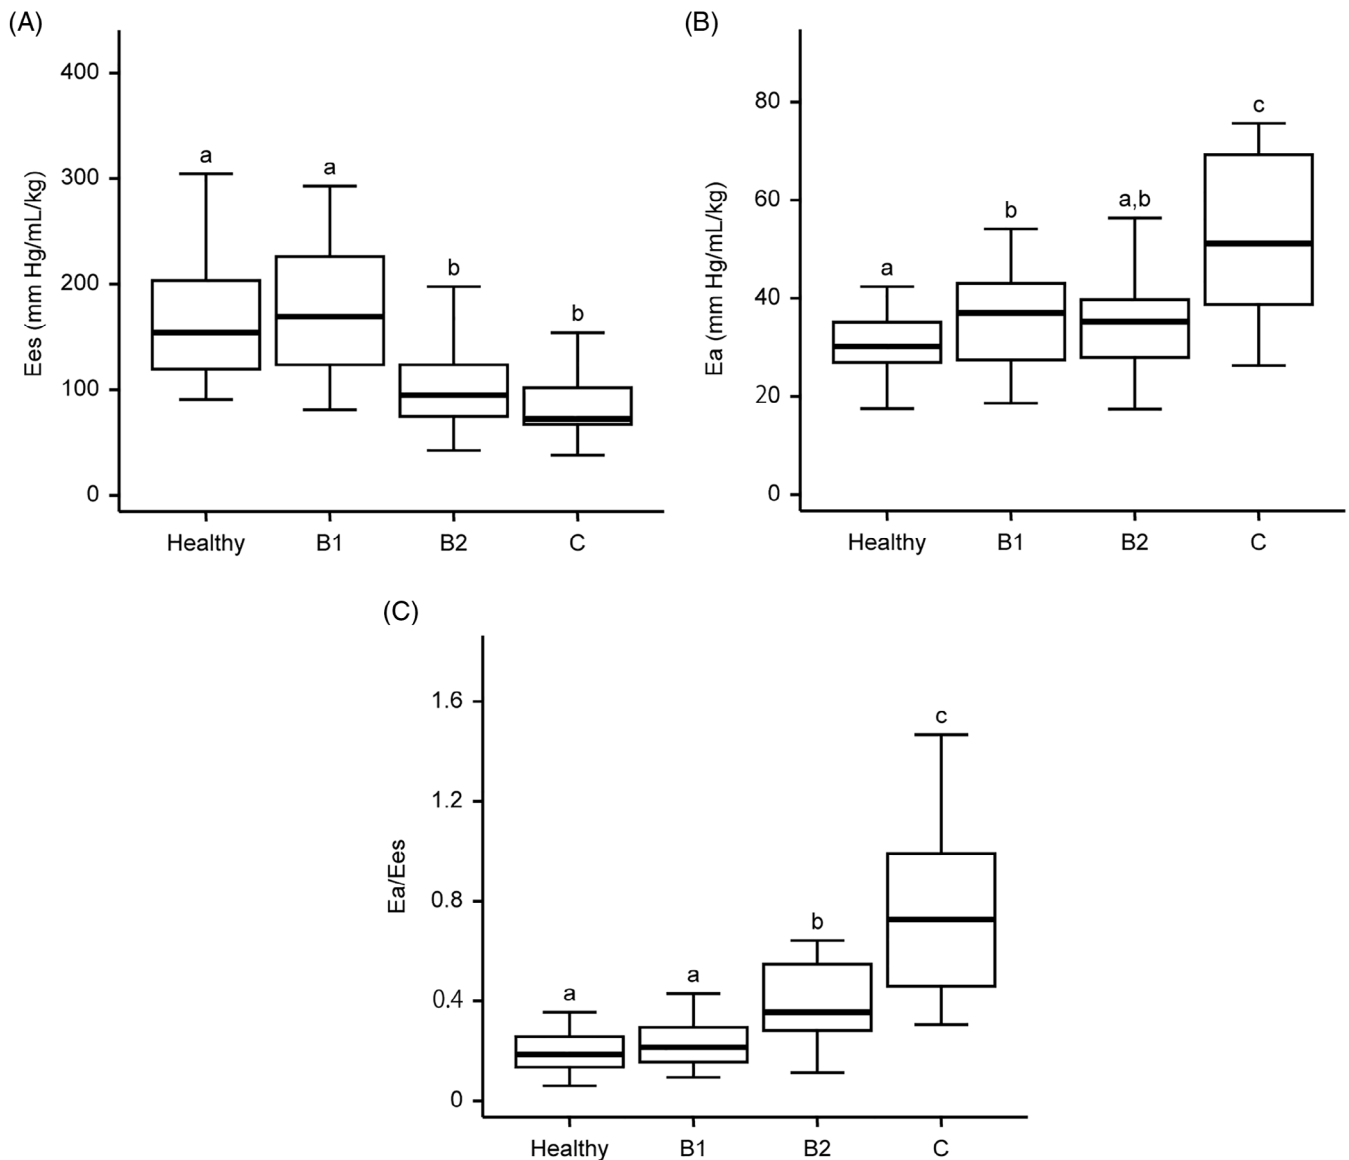 (A)
Ees (mm Hg/mL/kg)
400
300
200
100
0
a
a
b
b
Healthy B1 B2 C
(B)
Ea (mm Hg/mL/kg)
80
60
40
20
0
a
b
a,b
c
Healthy B1 B2 C
(C)
Ea/Ees
1.6
1.2
0.8
0.4
0
a
a
b
c
Healthy B1 B2 C